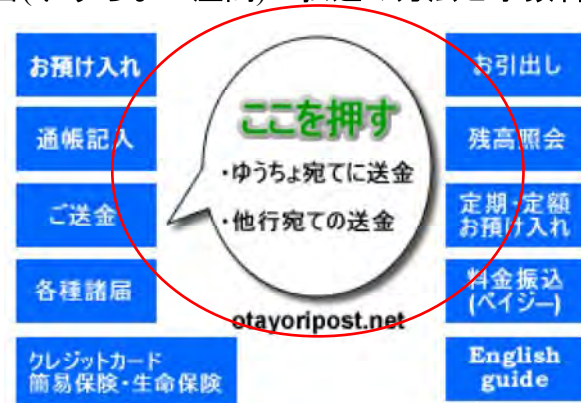 お預け入れ
お引出し
ここを押す
通帳記入
残高照会
・ゆうちょ宛てに送金
ご送金
・他行宛ての送金
定期・定額
お預け入れ
各種諸届
料金振込
(ペイジー)
otayoripost.net
クレジットカード
簡易保険・生命保険
English
guide